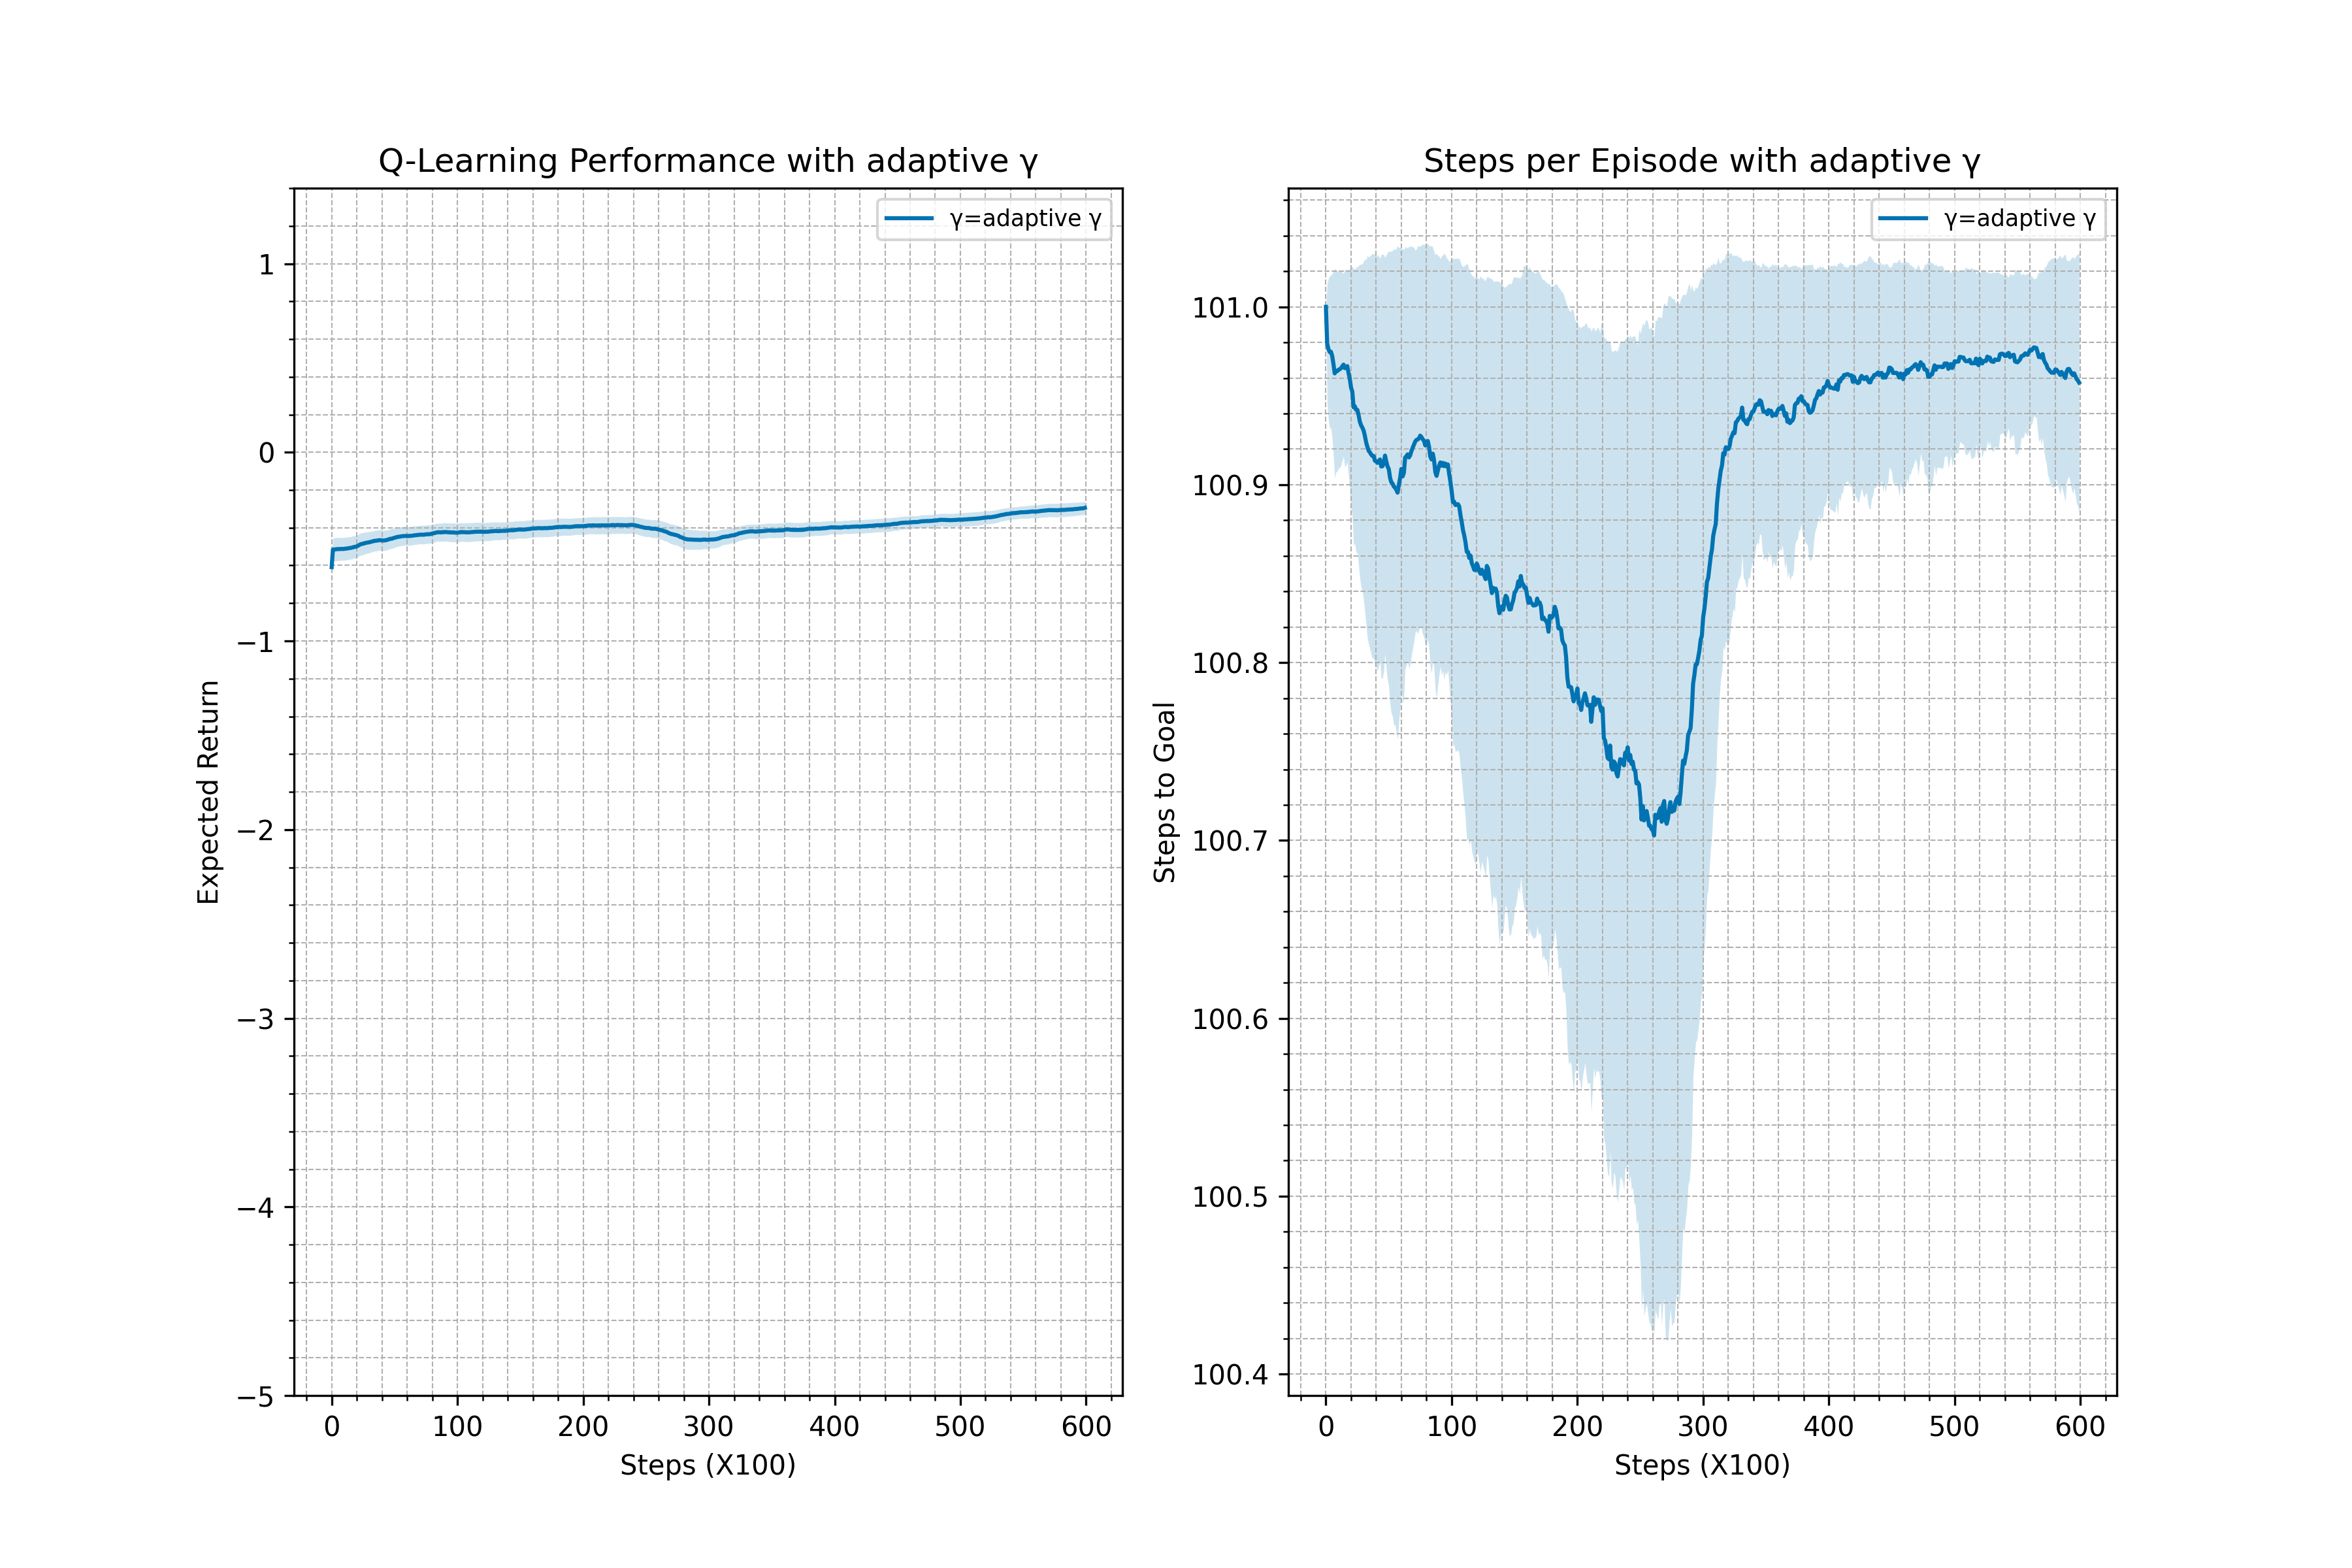 Q-Learning Performance with adaptive γ
γ=adaptive γ
1
0
−1
−2
−3
−4
−5
Expected Return
0 100 200 300 400 500 600
Steps (X100)
Steps per Episode with adaptive γ
γ=adaptive γ
101.0
100.9
100.8
100.7
100.6
100.5
100.4
Steps to Goal
0 100 200 300 400 500 600
Steps (X100)